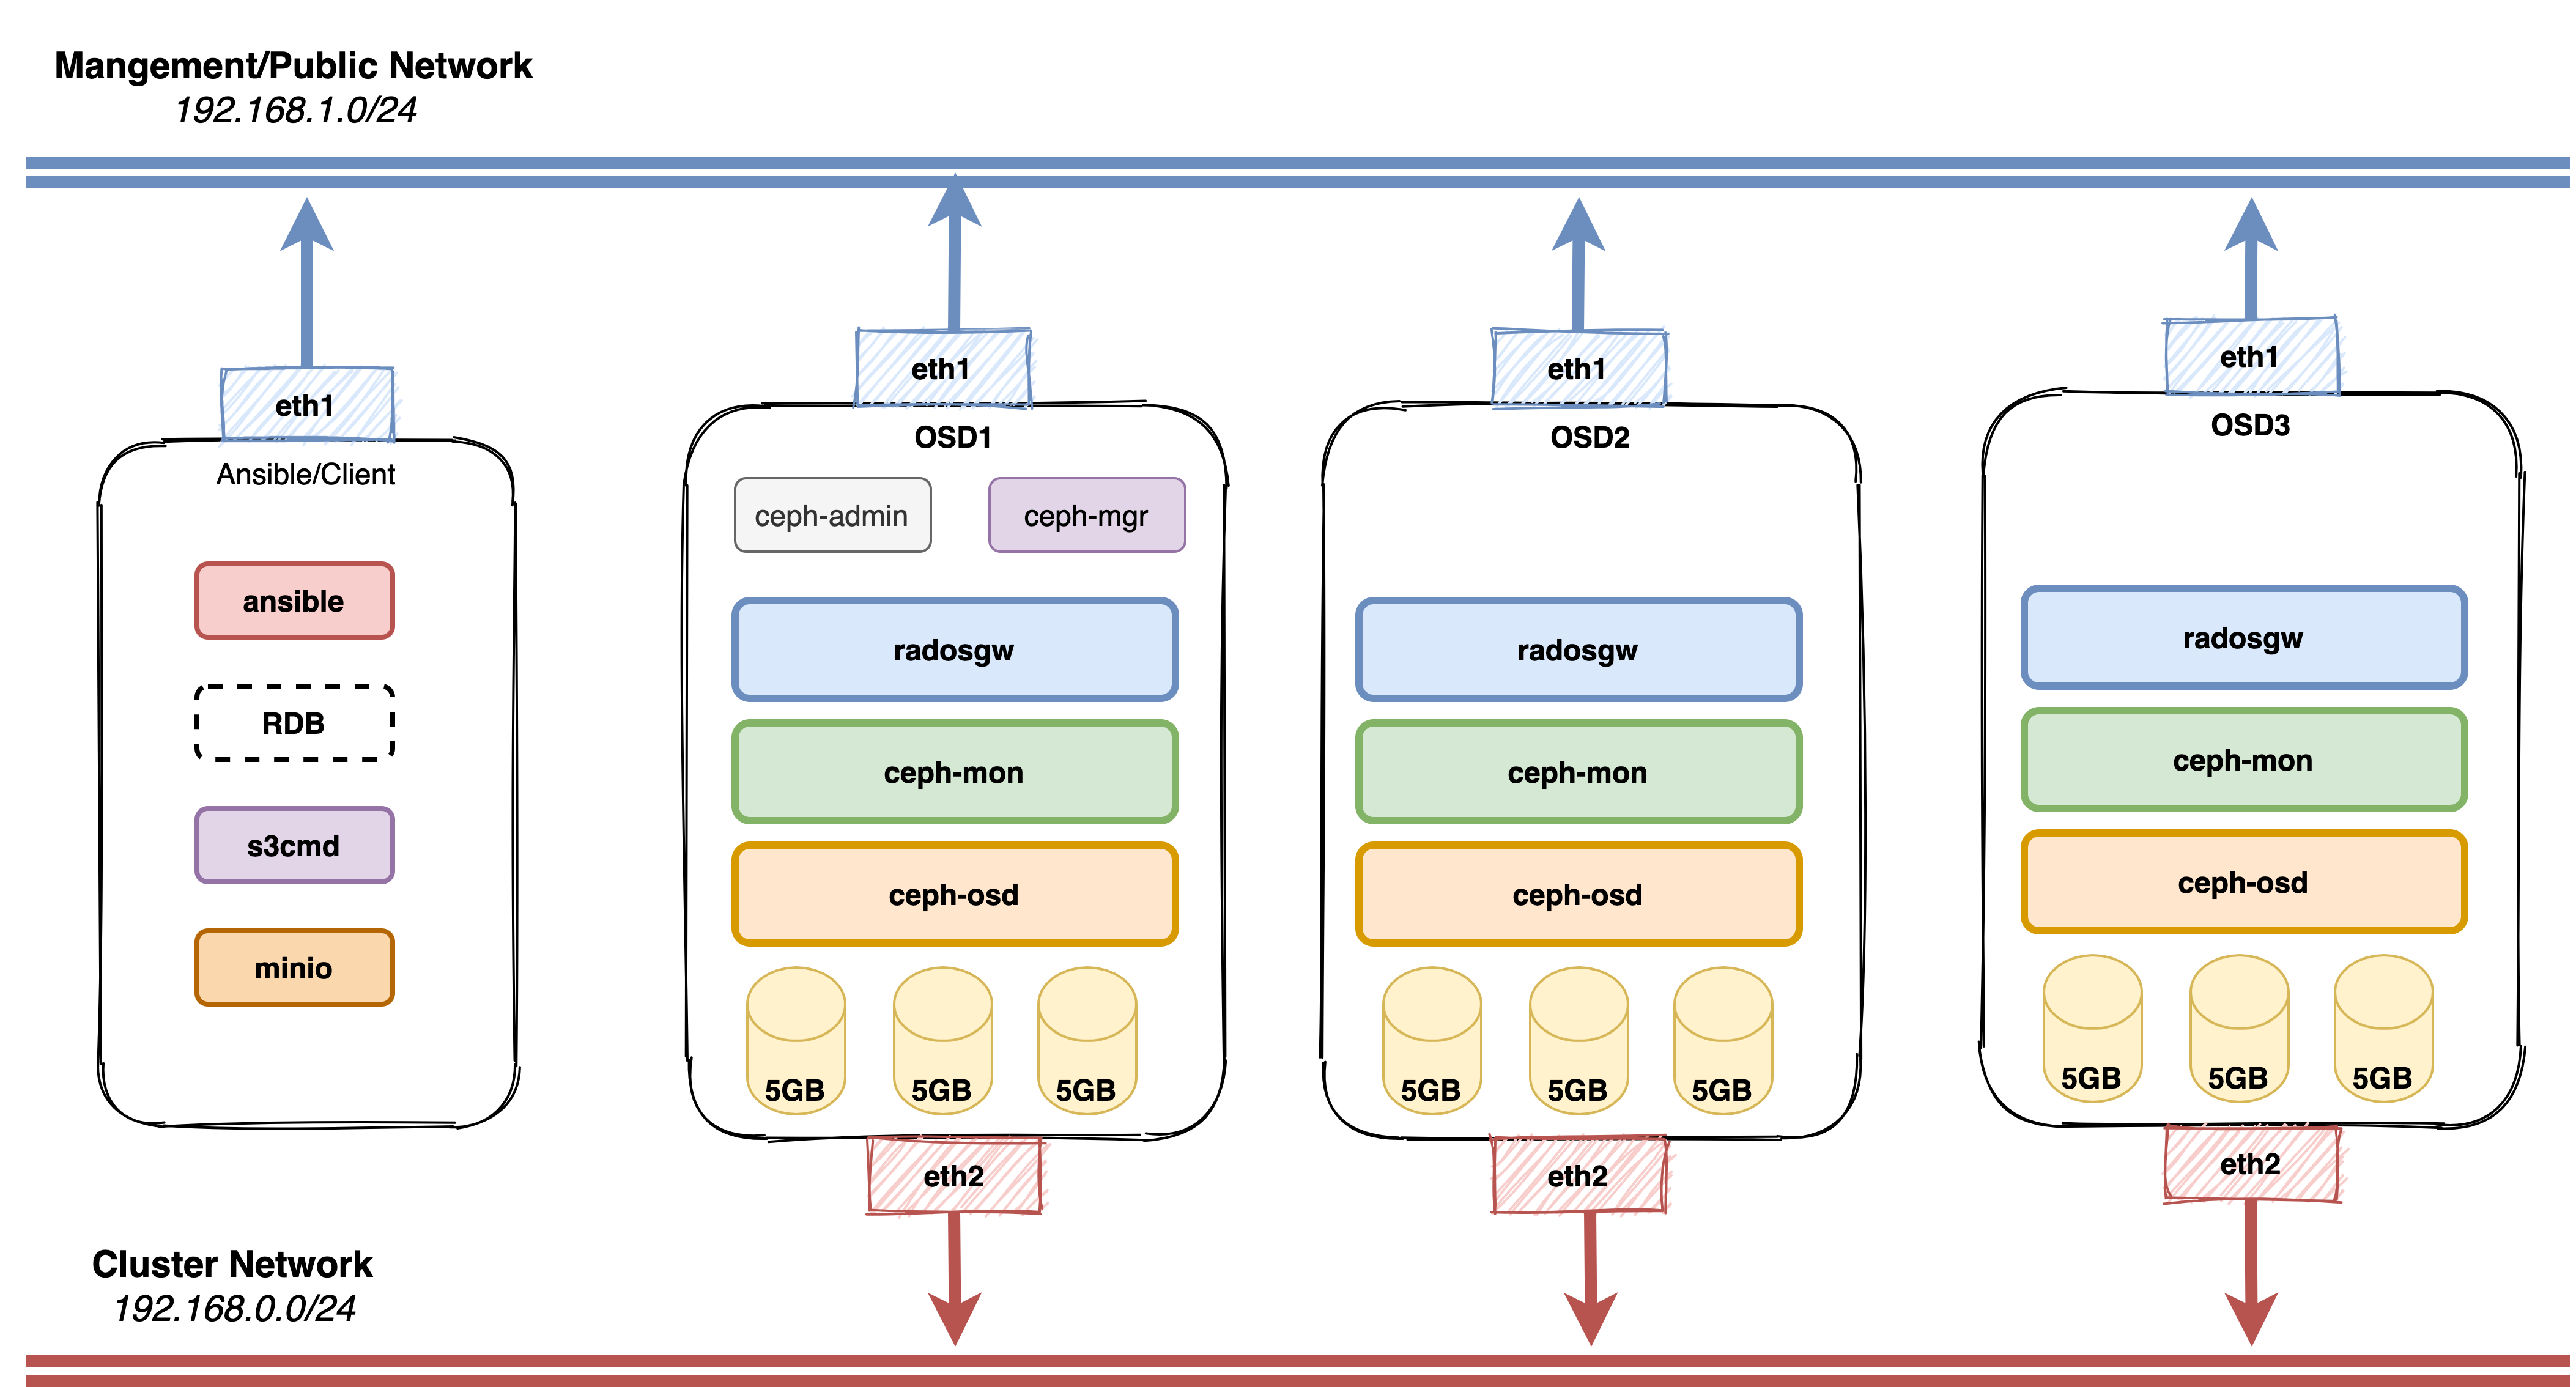 Mangement/Public Network
192.168.1.0/24
eth1
Ansible/Client
ansible
RDB
s3cmd
minio
eth1
OSD1
ceph-admin
ceph-mgr
radosgw
ceph-mon
ceph-osd
5GB
5GB
5GB
eth2
eth1
OSD2
radosgw
ceph-mon
ceph-osd
5GB
5GB
5GB
eth2
eth1
OSD3
radosgw
ceph-mon
ceph-osd
5GB
5GB
5GB
eth2
Cluster Network
192.168.0.0/24